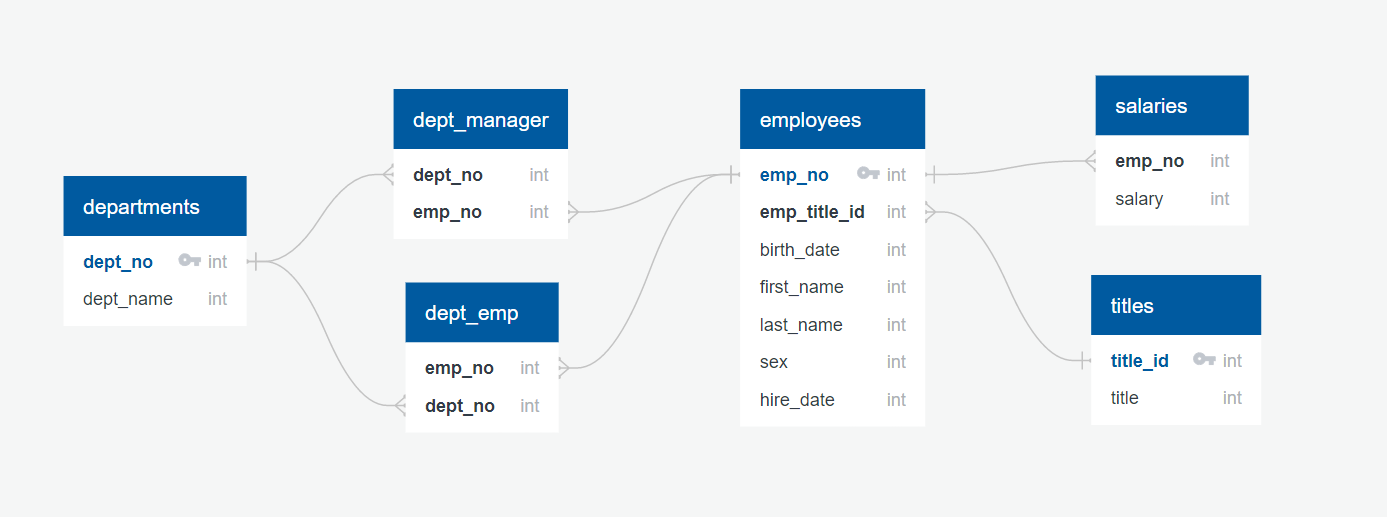 departments
dept_no int
dept_name int
dept_manager
dept_no int
emp_no int
dept_emp
emp_no int
dept_no int
employees
emp_no int
emp_title_id int
birth_date int
first_name int
last_name int
sex int
hire_date int
salaries
emp_no int
salary int
titles
title_id int
title int